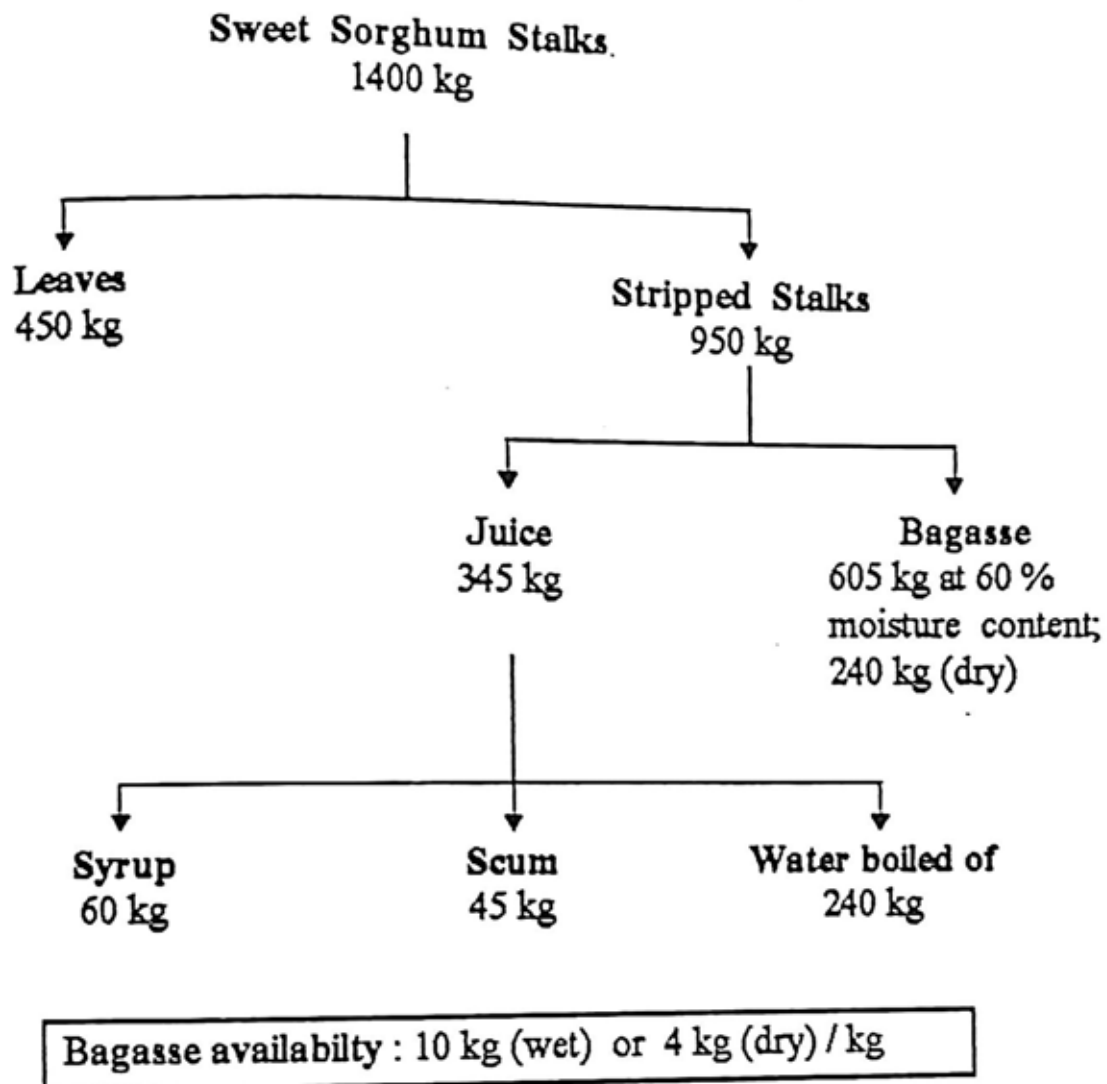 Sweet Sorghum Stalks.
1400 kg
Leaves
450 kg
Stripped Stalks
950 kg
Juice
345 kg
Bagasse
605 kg at 60 %
moisture content;
240 kg (dry)
Syrup
60 kg
Scum
45 kg
Water boiled of
240 kg
Bagasse availabilty : 10 kg (wet) or 4 kg (dry) / kg